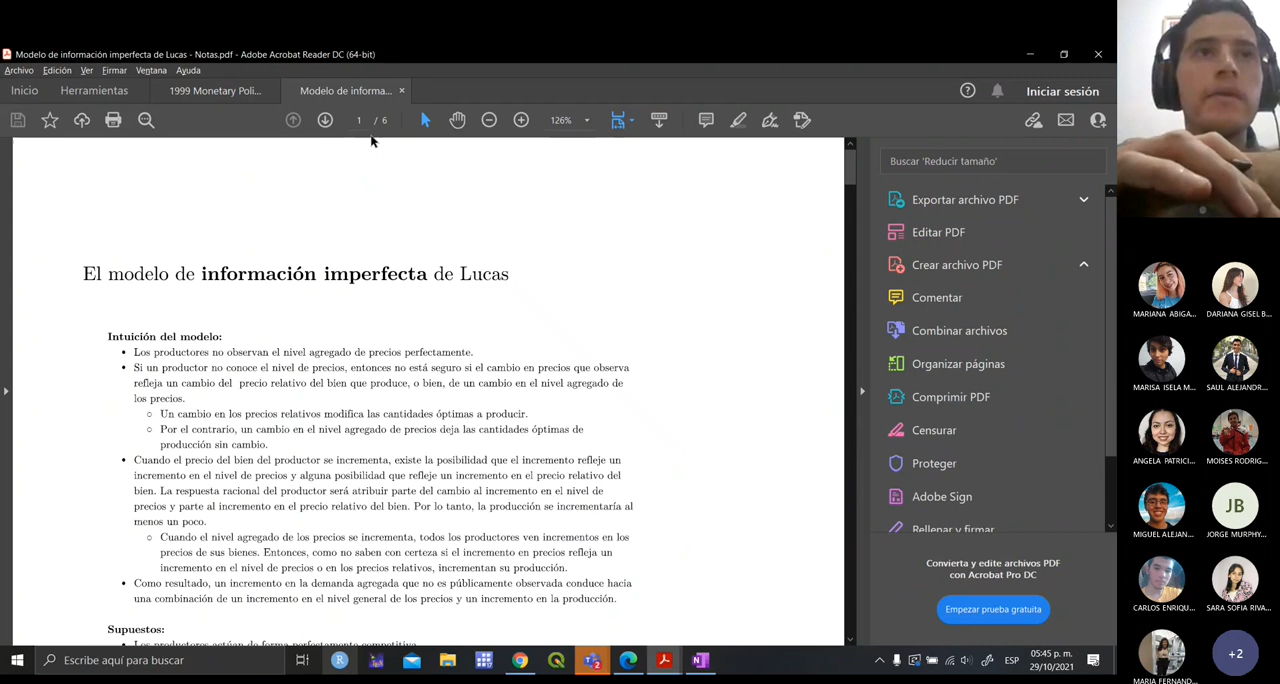 Modelo de información imperfecta de Lucas - Notas.pdf - Adobe Acrobat Reader DC (64-bit)
Archivo Edición Ver Firmar Ventana Ayuda
Inicio Herramientas 1999 Monetary Poli... Modelo de informa... × Iniciar sesión
1 / 6 126%
El modelo de información imperfecta de Lucas
Intuición del modelo:
• Los productores no observan el nivel agregado de precios perfectamente.
• Si un productor no conoce el nivel de precios, entonces no está seguro si el cambio en precios que observa
refleja un cambio del precio relativo del bien que produce, o bien, de un cambio en el nivel agregado de
los precios.
○ Un cambio en los precios relativos modifica las cantidades óptimas a producir.
○ Por el contrario, un cambio en el nivel agregado de precios deja las cantidades óptimas de
producción sin cambio.
• Cuando el precio del bien del productor se incrementa, existe la posibilidad que el incremento refleje un
incremento en el nivel de precios y alguna posibilidad que refleje un incremento en el precio relativo del
bien. La respuesta racional del productor será atribuir parte del cambio al incremento en el nivel de
precios y parte al incremento en el precio relativo del bien. Por lo tanto, la producción se incrementaría al
menos un poco.
○ Cuando el nivel agregado de los precios se incrementa, todos los productores ven incrementos en los
precios de sus bienes. Entonces, como no saben con certeza si el incremento en precios refleja un
incremento en el nivel de precios o en los precios relativos, incrementan su producción.
• Como resultado, un incremento en la demanda agregada que no es públicamente observada conduce hacia
una combinación de un incremento en el nivel general de los precios y un incremento en la producción.
Supuestos:
• Los productores actúan de forma perfectamente competitiva.
Buscar 'Reducir tamaño'
Exportar archivo PDF
Editar PDF
Crear archivo PDF
Comentar
Combinar archivos
Organizar páginas
Comprimir PDF
Censurar
Proteger
Adobe Sign
Rellenar y firmar
Convierta y edite archivos PDF
con Acrobat Pro DC
Empezar prueba gratuita
MARIANA ABIGA... DARIANA GISEL B...
MARISA ISELA M... SAUL ALEJANDR...
ANGELA PATRICI... MOISES RODRIG...
JB
MIGUEL ALEJAN... JORGE MURPHY...
CARLOS ENRIQU... SARA SOFIA RIVA...
+2
MARIA FERNAND...
Escribe aquí para buscar
ESP
05:45 p. m.
29/10/2021